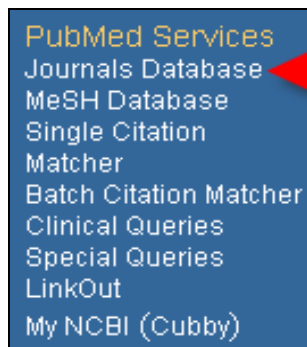 PubMed Services
Journals Database
MeSH Database
Single Citation
Matcher
Batch Citation Matcher
Clinical Queries
Special Queries
LinkOut
My NCBI (Cubby)